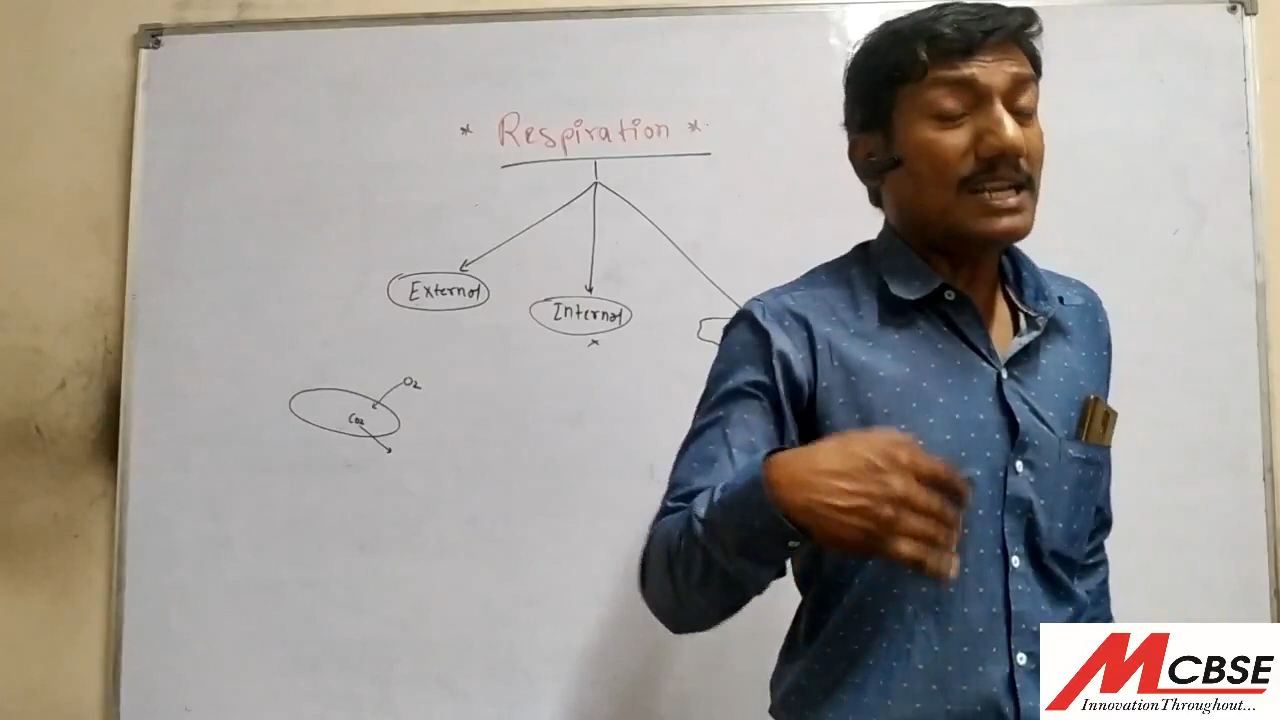 * Respiration *
External
Internal
x
O2
CO2
MCBSE
Innovation Throughout...